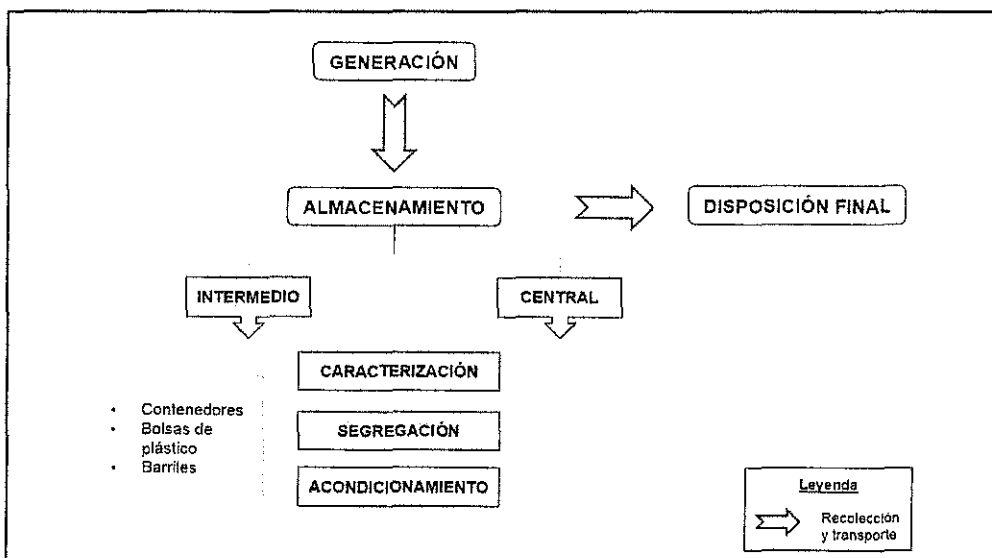 GENERACIÓN
ALMACENAMIENTO
DISPOSICIÓN FINAL
INTERMEDIO
CENTRAL
CARACTERIZACIÓN
• Contenedores
• Bolsas de
plástico
• Barriles
SEGREGACIÓN
ACONDICIONAMIENTO
Leyenda
Recolección
y transporte